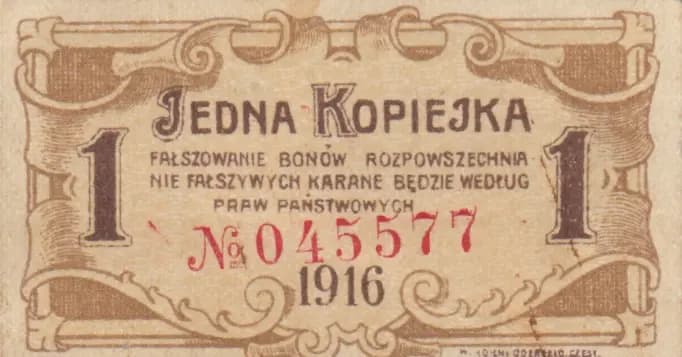 JEDNA KOPIEJKA
1
1
FAŁSZOWANIE BONÓW ROZPOWSZECHNIA
NIE FAŁSZYWYCH KARANE BĘDZIE WEDŁUG
PRAW PAŃSTWOWYCH
№ 045577
1916